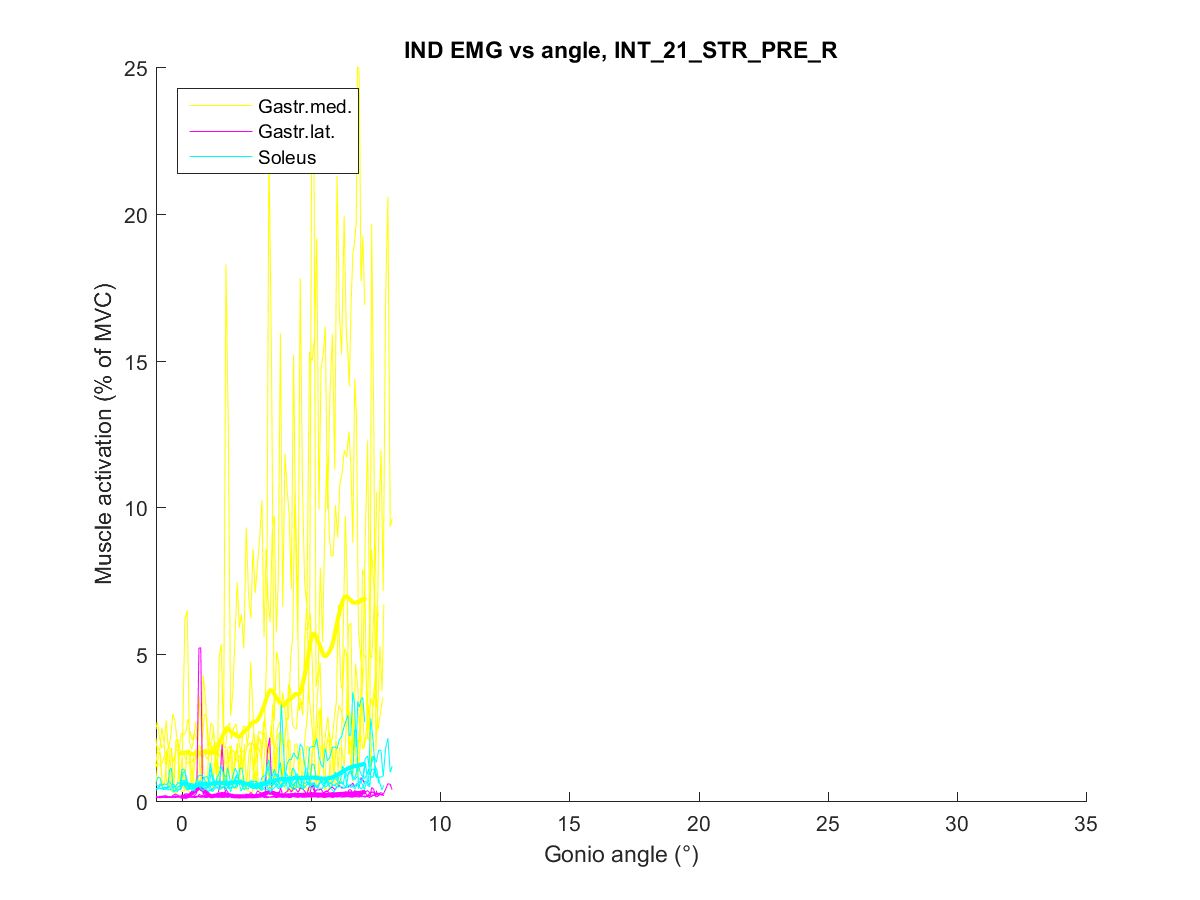 IND EMG vs angle, INT_21_STR_PRE_R
25
20
15
10
5
0
Muscle activation (% of MVC)
Gastr.med.
Gastr.lat.
Soleus
0 5 10 15 20 25 30 35
Gonio angle (°)